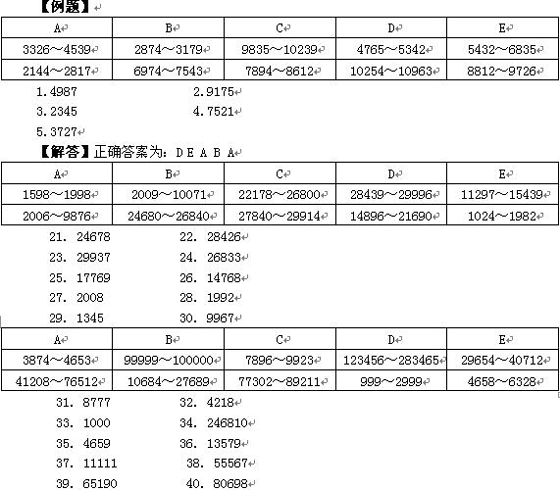 【例题】
A B C D E
3326～4539 2874～3179 9835～10239 4765～5342 5432～6835
2144～2817 6974～7543 7894～8612 10254～10963 8812～9726
1.4987 2.9175
3.2345 4.7521
5.3727
【解答】正确答案为：D E A B A
A B C D E
1598～1998 2009～10071 22178～26800 28439～29996 11297～15439
2006～9876 24680～26840 27840～29914 14896～21690 1024～1982
21. 24678 22. 28426
23. 29937 24. 26833
25. 17769 26. 14768
27. 2008 28. 1992
29. 1345 30. 9967
A B C D E
3874～4653 99999～100000 7896～9923 123456～283465 29654～40712
41208～76512 10684～27689 77302～89211 999～2999 4658～6328
31. 8777 32. 4218
33. 1000 34. 246810
35. 4659 36. 13579
37. 11111 38. 55567
39. 65190 40. 80698